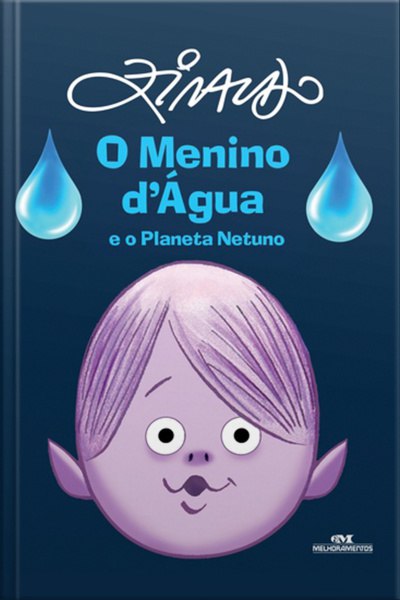 Ziraldo
O Menino
d'Água
e o Planeta Netuno
MELHORAMENTOS